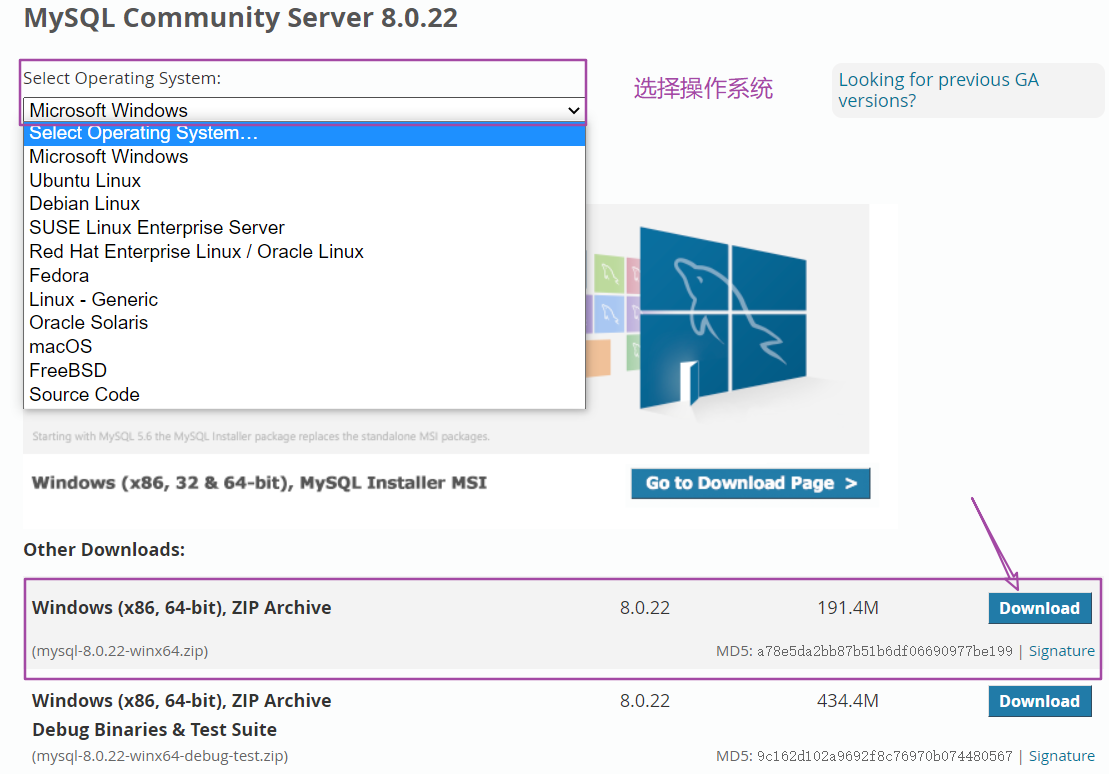 MySQL Community Server 8.0.22
Select Operating System:
选择操作系统
Looking for previous GA
versions?
Microsoft Windows
Select Operating System…
Microsoft Windows
Ubuntu Linux
Debian Linux
SUSE Linux Enterprise Server
Red Hat Enterprise Linux / Oracle Linux
Fedora
Linux - Generic
Oracle Solaris
macOS
FreeBSD
Source Code
Starting with MySQL 5.6 the MySQL Installer package replaces the standalone MSI packages.
Windows (x86, 32 & 64-bit), MySQL Installer MSI
Go to Download Page >
Other Downloads:
Windows (x86, 64-bit), ZIP Archive 8.0.22 191.4M Download
(mysql-8.0.22-winx64.zip) MD5: a78e5da2bb87b51b6df06690977be199 | Signature
Windows (x86, 64-bit), ZIP Archive 8.0.22 434.4M Download
Debug Binaries & Test Suite
(mysql-8.0.22-winx64-debug-test.zip) MD5: 9c162d102a9692f8c76970b074480567 | Signature